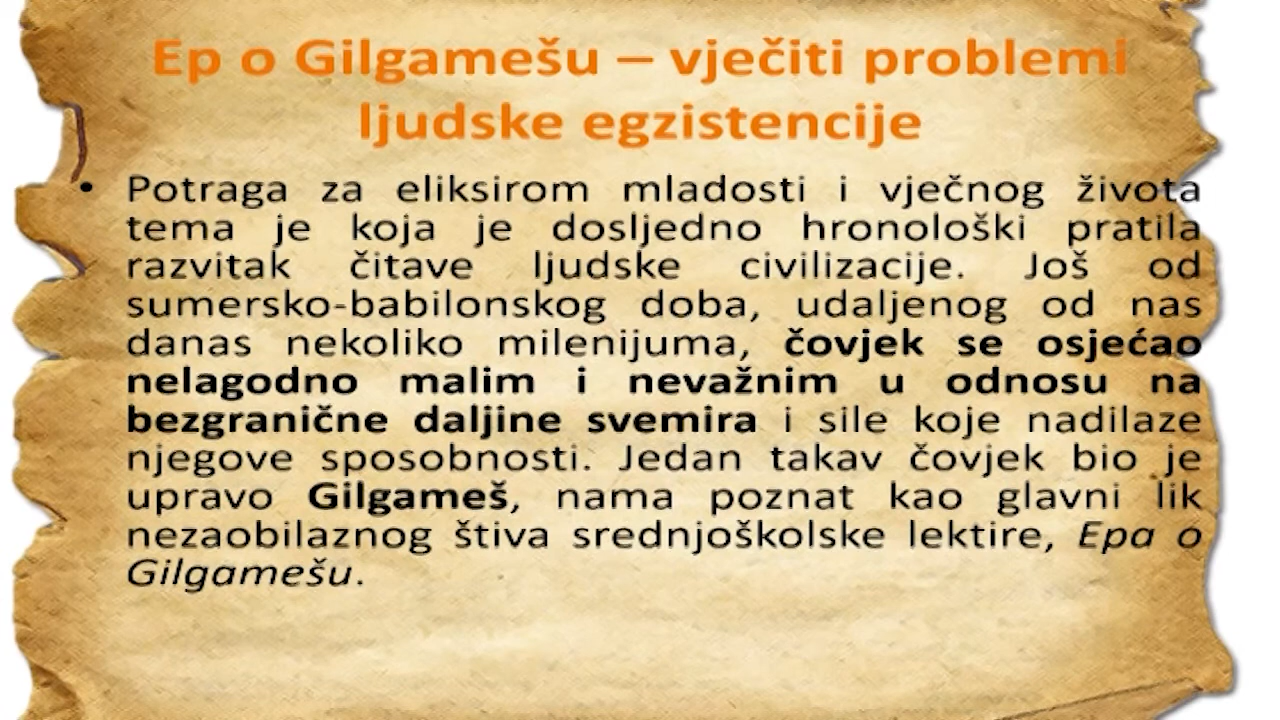 Ep o Gilgamešu – vječiti problemi
ljudske egzistencije
• Potraga za eliksirom mladosti i vječnog života
tema je koja je dosljedno hronološki pratila
razvitak čitave ljudske civilizacije. Još od
sumersko-babilonskog doba, udaljenog od nas
danas nekoliko milenijuma, čovjek se osjećao
nelagodno malim i nevažnim u odnosu na
bezgranične daljine svemira i sile koje nadilaze
njegove sposobnosti. Jedan takav čovjek bio je
upravo Gilgameš, nama poznat kao glavni lik
nezaobilaznog štiva srednjoškolske lektire, Epa o
Gilgamešu.